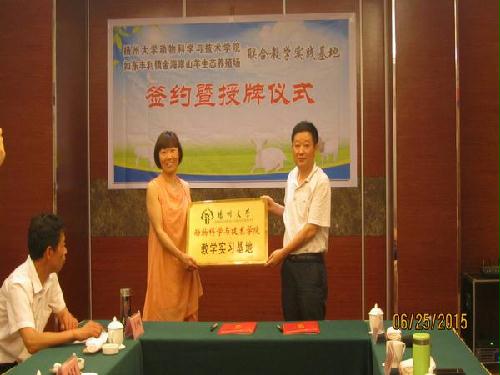 扬州大学动物科学与技术学院
如东丰利镇金海岸山羊生态养殖场
联合教学实践基地
签约暨授牌仪式
扬州大学
动物科学与技术学院
教学实习基地
06/25/2015